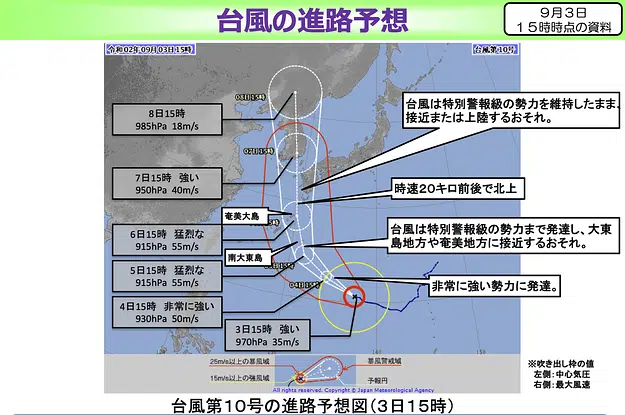 台風の進路予想
９月３日
１５時時点の資料
令和02年09月03日15時
台風第10号
08日15時
8日15時
985hPa 18m/s
台風は特別警報級の勢力を維持したまま、
接近または上陸するおそれ。
07日15時
7日15時 強い
950hPa 40m/s
時速２０キロ前後で北上
奄美大島
6日15時 猛烈な
915hPa 55m/s
台風は特別警報級の勢力まで発達し、大東
島地方や奄美地方に接近するおそれ。
南大東島
5日15時 猛烈な
915hPa 55m/s
04日15時
非常に強い勢力に発達。
4日15時 非常に強い
930hPa 50m/s
3日15時 強い
970hPa 35m/s
25m/s以上の暴風域
暴風警戒域
15m/s以上の強風域
予報円
All rights reserved. Copyright © Japan Meteorological Agency
※吹き出し枠の値
左側：中心気圧
右側：最大風速
台風第１０号の進路予想図（３日１５時）